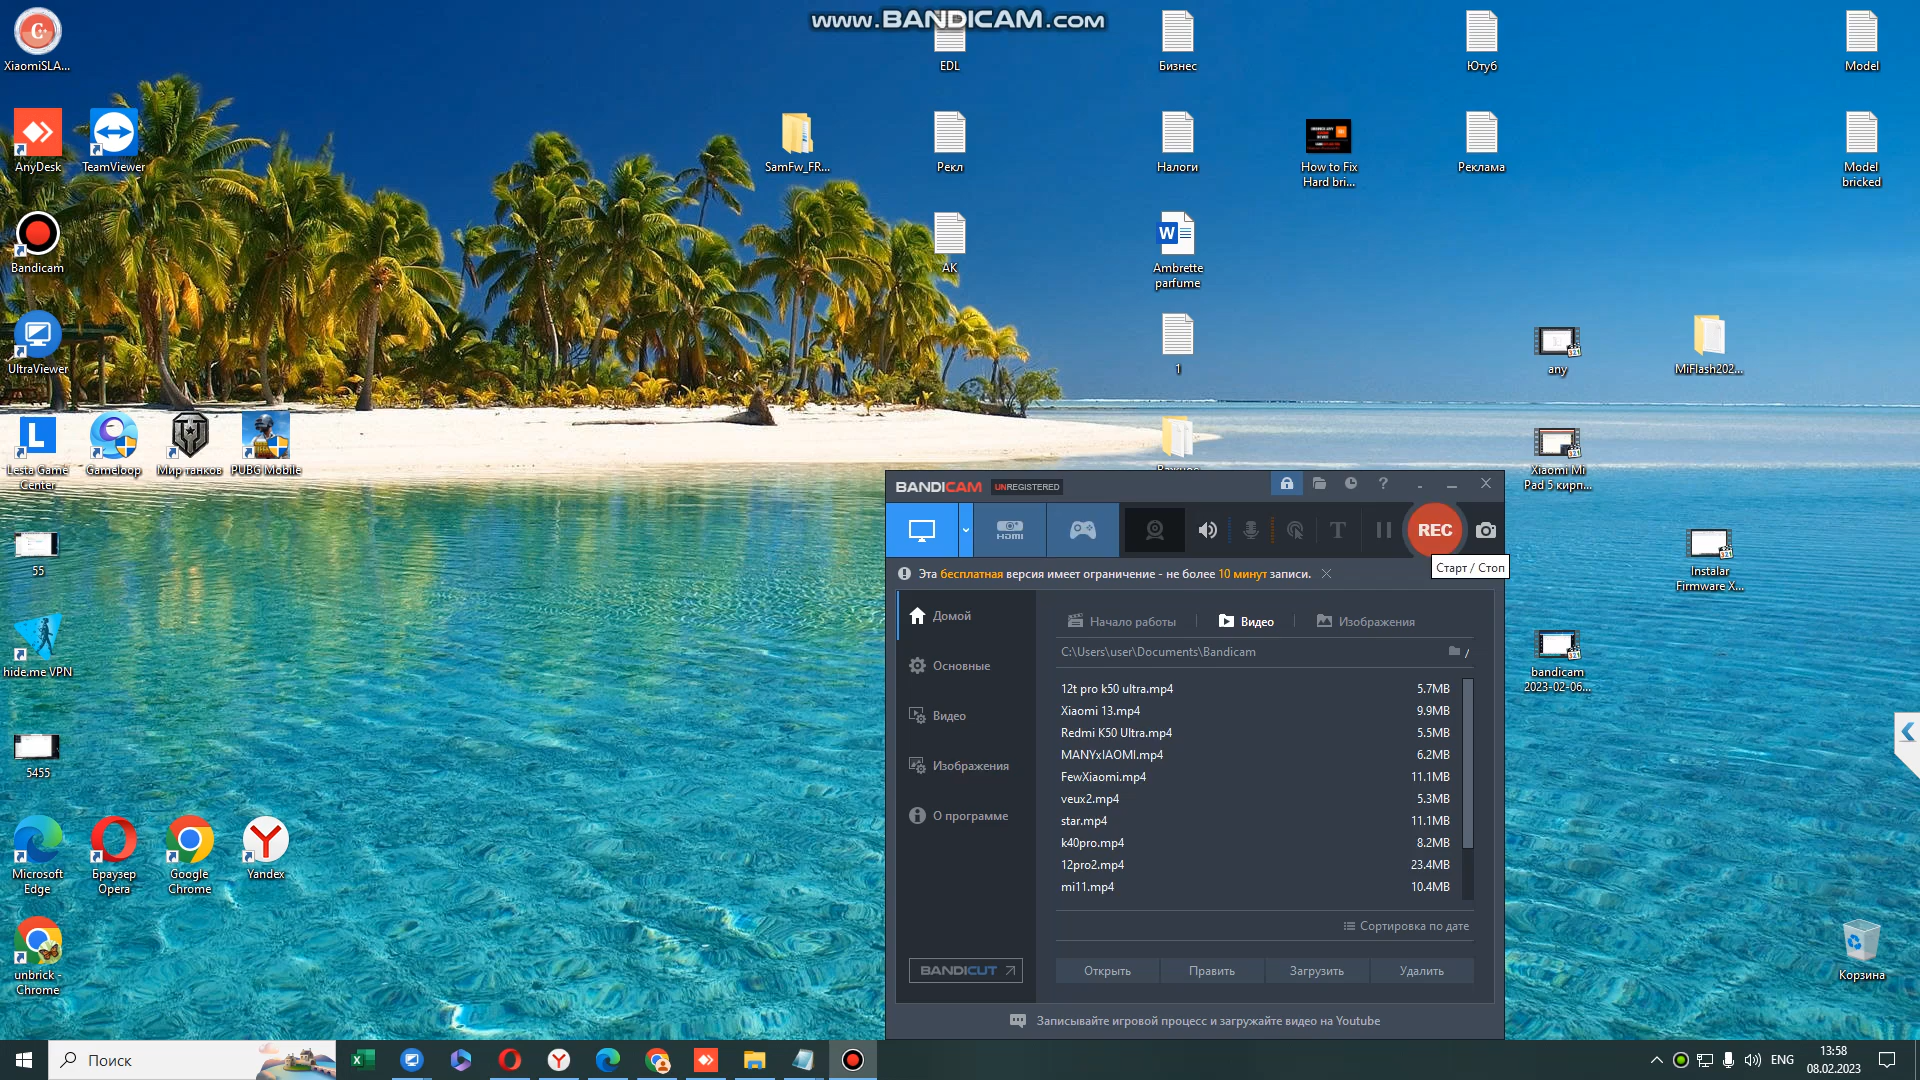 www.BANDICAM.com
XiaomiSLA...
EDL
Бизнес
Ютуб
Model
AnyDesk
TeamViewer
SamFw_FR...
Рекл
Налоги
How to Fix
Hard bri...
Реклама
Model
bricked
Bandicam
AK
W
Ambrette
parfume
UltraViewer
1
any
MiFlash202...
Lesta Game
Center
Gameloop
Мир танков
PUBG Mobile
Важное
Xiaomi Mi
Pad 5 кирп...
BANDICAM UNREGISTERED
HDMI
REC
Старт / Стоп
55
Instalar
Firmware X...
Эта бесплатная версия имеет ограничение - не более 10 минут записи.
Домой
Основные
Видео
Изображения
О программе
Начало работы
Видео
Изображения
C:\Users\user\Documents\Bandicam
/
12t pro k50 ultra.mp4 5.7MB
Xiaomi 13.mp4 9.9MB
Redmi K50 Ultra.mp4 5.5MB
MANYxIAOMI.mp4 6.2MB
FewXiaomi.mp4 11.1MB
veux2.mp4 5.3MB
star.mp4 11.1MB
k40pro.mp4 8.2MB
12pro2.mp4 23.4MB
mi11.mp4 10.4MB
Сортировка по дате
BANDICUT
Открыть
Править
Загрузить
Удалить
Записывайте игровой процесс и загружайте видео на Youtube
hide.me VPN
bandicam
2023-02-06...
5455
Microsoft
Edge
Браузер
Opera
Google
Chrome
Yandex
unbrick -
Chrome
Корзина
Поиск
ENG
13:58
08.02.2023